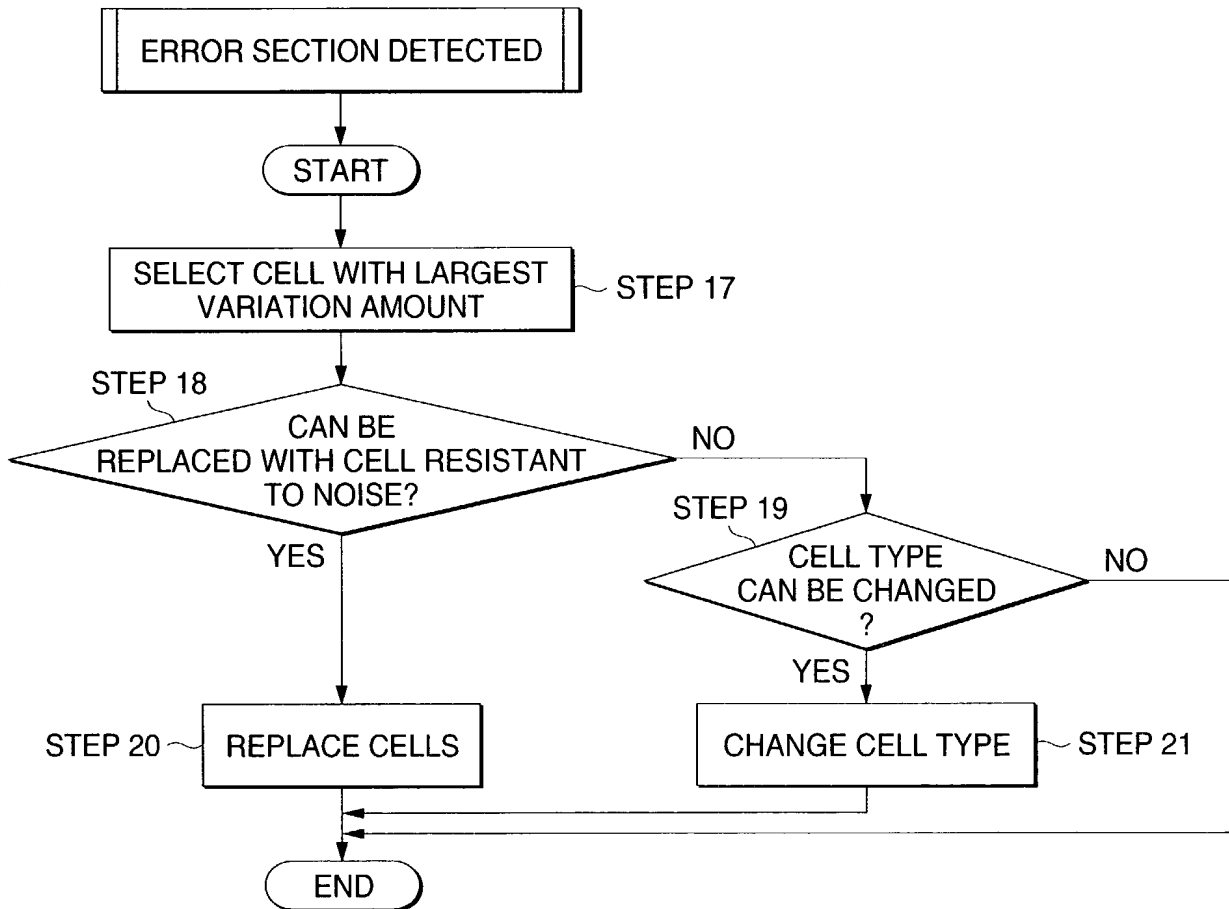 ERROR SECTION DETECTED
START
SELECT CELL WITH LARGEST
VARIATION AMOUNT
STEP 17
STEP 18
CAN BE
REPLACED WITH CELL RESISTANT
TO NOISE?
NO
YES
STEP 19
CELL TYPE
CAN BE CHANGED
?
NO
YES
STEP 20
REPLACE CELLS
CHANGE CELL TYPE
STEP 21
END